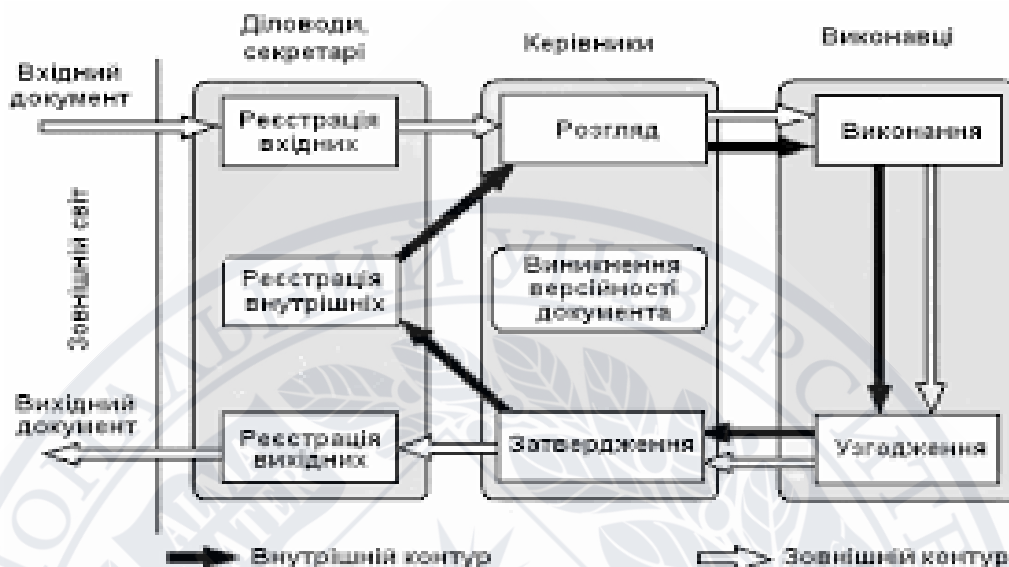 Діловоди,
секретарі
Керівники
Виконавці
Вхідний
документ
Реєстрація
вхідних
Розгляд
Виконання
Зовнішній світ
Реєстрація
внутрішніх
Виникнення
версійності
документа
Вихідний
документ
Реєстрація
вихідних
Затвердження
Узгодження
Внутрішній контур
Зовнішній контур